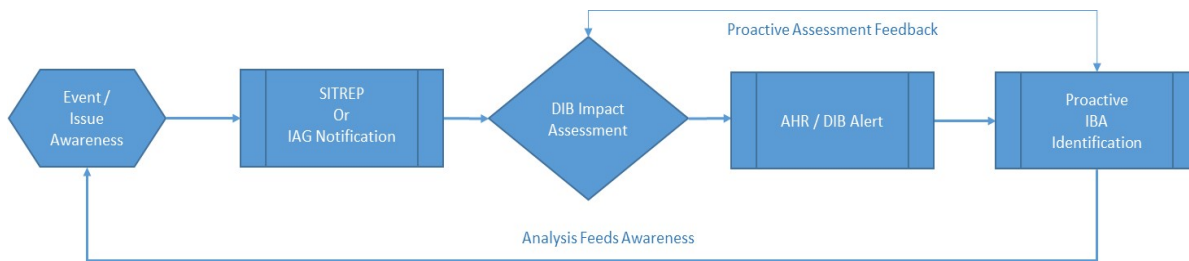 Proactive Assessment Feedback
Event /
Issue
Awareness
SITREP
Or
IAG Notification
DIB Impact
Assessment
AHR / DIB Alert
Proactive
IBA
Identification
Analysis Feeds Awareness